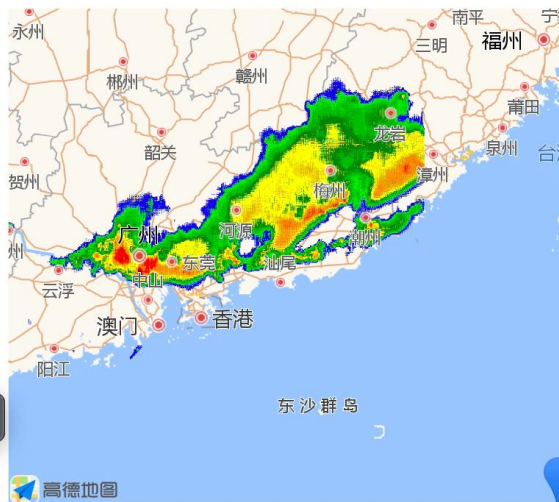 永州
南平
宁
三明
福州
郴州
赣州
莆田
龙岩
泉州
台
韶关
漳州
贺州
梅州
河源
潮州
广州
州
东莞
汕尾
云浮
中山
澳门
香港
阳江
东沙群岛
高德地图